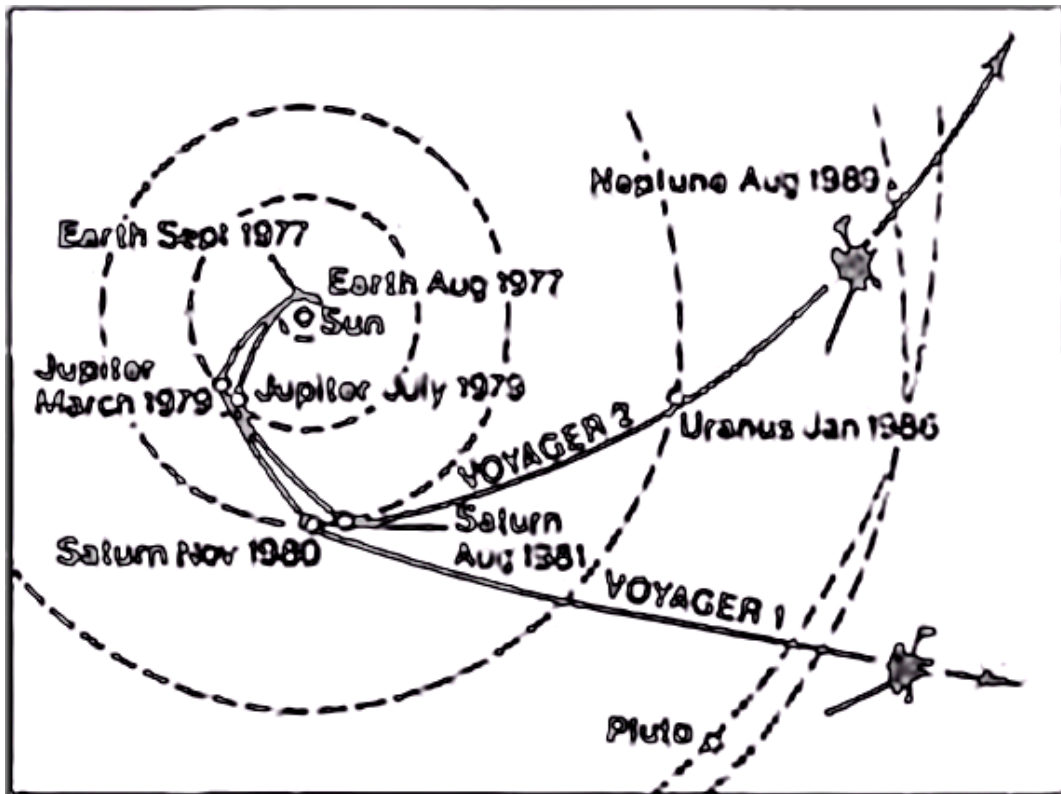 Neptune Aug 1989
Earth Sept 1977
Earth Aug 1977
Sun
Jupiter
March 1979
Jupiter July 1979
VOYAGER 2
Uranus Jan 1986
Saturn Nov 1980
Saturn
Aug 1981
VOYAGER 1
Pluto